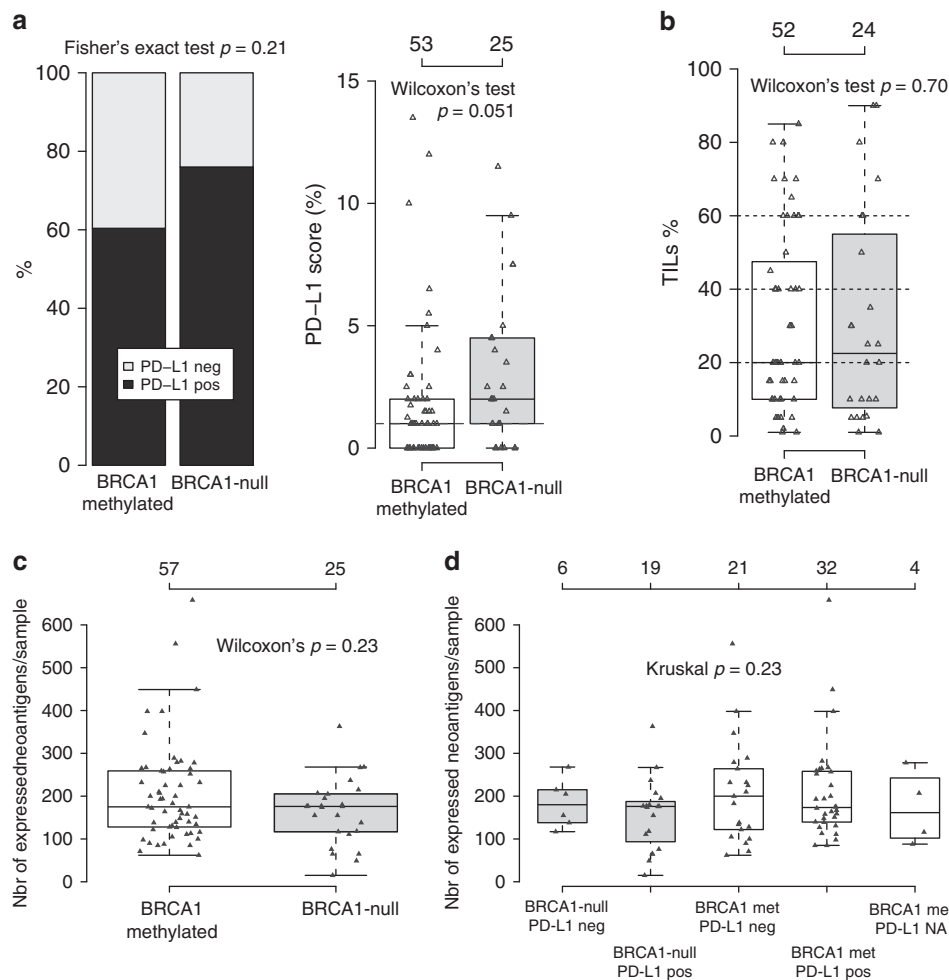 a
Fisher's exact test p = 0.21
100
80
60
40
20
0
%
PD–L1 neg
PD–L1 pos
BRCA1
methylated
BRCA1-null
53
25
Wilcoxon's test
p = 0.051
15
10
5
0
PD–L1 score (%)
BRCA1
methylated
BRCA1-null
b
52
24
Wilcoxon's test p = 0.70
100
80
60
40
20
0
TILs %
BRCA1
methylated
BRCA1-null
c
57
25
Wilcoxon's p = 0.23
600
500
400
300
200
100
0
Nbr of expressedneoantigens/sample
BRCA1
methylated
BRCA1-null
d
6
19
21
32
4
Kruskal p = 0.23
600
500
400
300
200
100
0
Nbr of expressed neoantigens/sample
BRCA1-null
PD-L1 neg
BRCA1-null
PD-L1 pos
BRCA1 met
PD-L1 neg
BRCA1 met
PD-L1 pos
BRCA1 me
PD-L1 NA